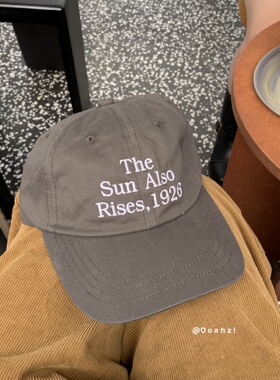 The
Sun Also
Rises,1926
@Ooahz!